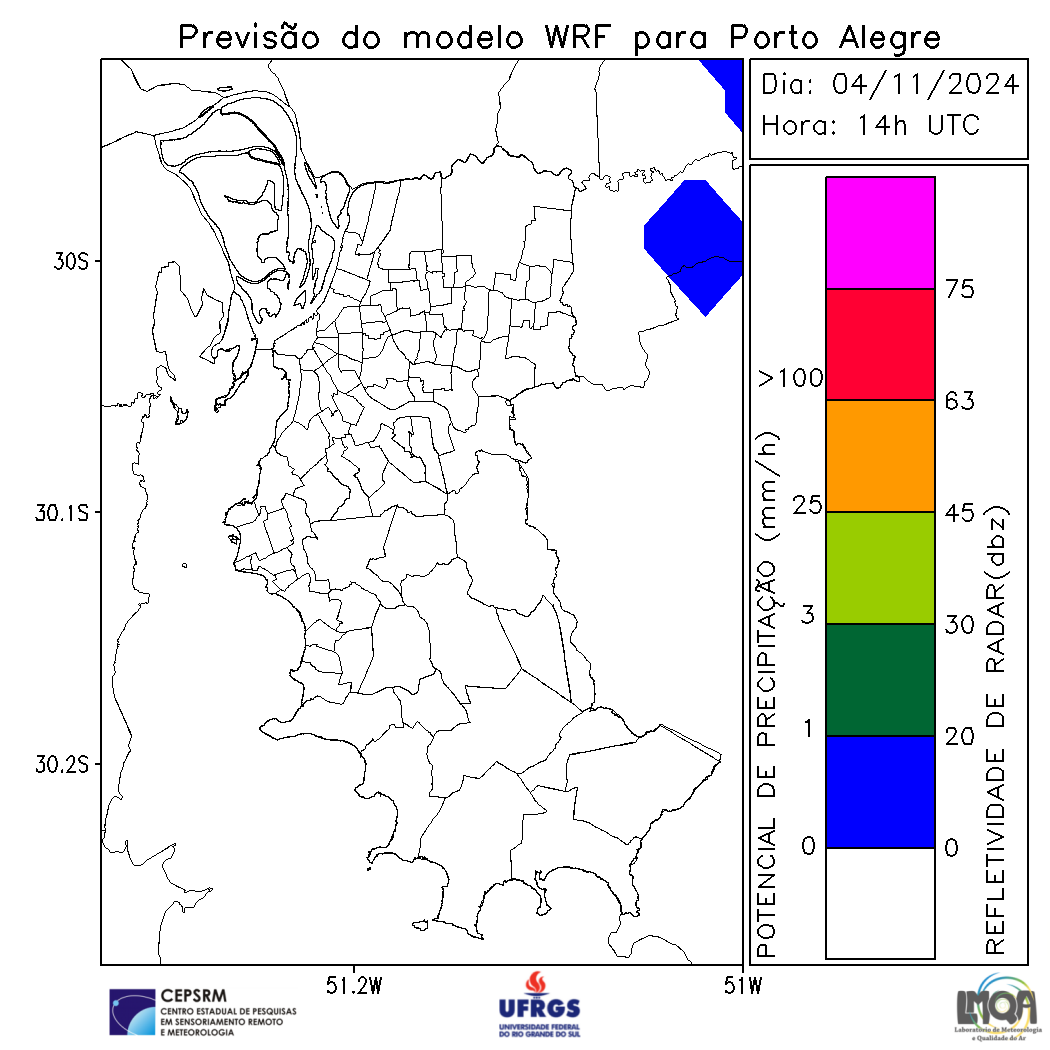 Previsão do modelo WRF para Porto Alegre
Dia: 04/11/2024
Hora: 14h UTC
30S
30.1S
30.2S
51.2W
51W
POTENCIAL DE PRECIPITAÇÃO (mm/h)
>100
25
3
1
0
75
63
45
30
20
0
REFLETIVIDADE DE RADAR(dbz)
CEPSRM
CENTRO ESTADUAL DE PESQUISAS
EM SENSORIAMENTO REMOTO
E METEOROLOGIA
UFRGS
UNIVERSIDADE FEDERAL
DO RIO GRANDE DO SUL
LMQA
Laboratório de Meteorologia
e Qualidade do Ar